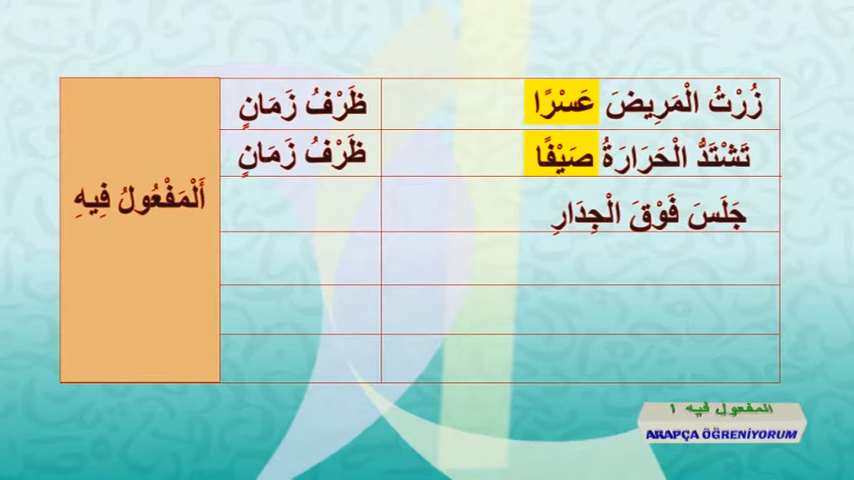 زُرْتُ الْمَرِيضَ عَسْرًا
ظَرْفُ زَمَانٍ
تَشْتَدُّ الْحَرَارَةُ صَيْفًا
ظَرْفُ زَمَانٍ
جَلَسَ فَوْقَ الْجِدَارِ
أَلْمَفْعُولُ فِيهِ
المفعول فيه ١
ARAPÇA ÖĞRENİYORUM